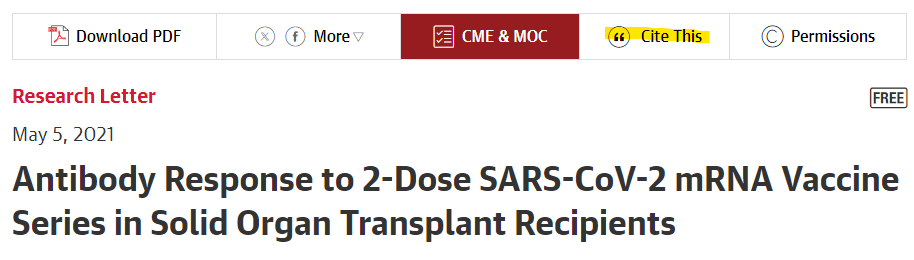 Download PDF More CME & MOC Cite This Permissions
Research Letter FREE
May 5, 2021
Antibody Response to 2-Dose SARS-CoV-2 mRNA Vaccine
Series in Solid Organ Transplant Recipients